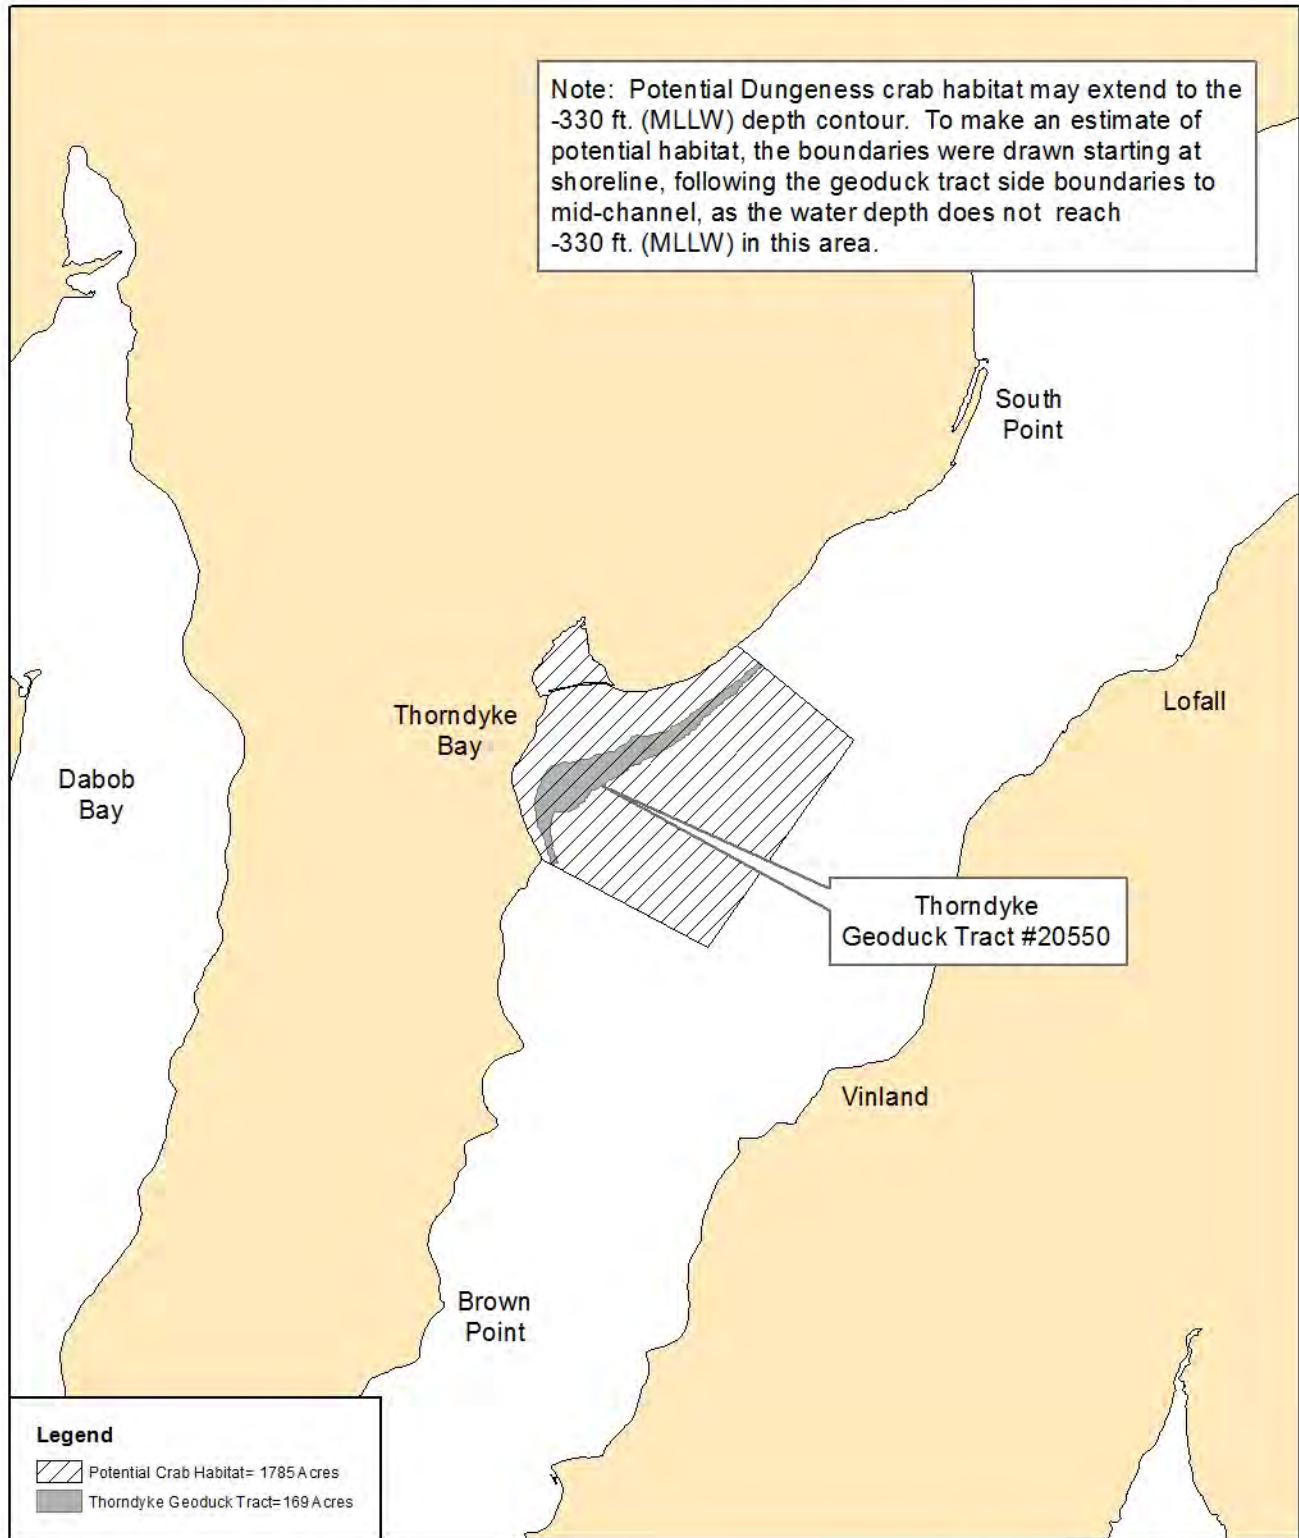 Note: Potential Dungeness crab habitat may extend to the
-330 ft. (MLLW) depth contour. To make an estimate of
potential habitat, the boundaries were drawn starting at
shoreline, following the geoduck tract side boundaries to
mid-channel, as the water depth does not reach
-330 ft. (MLLW) in this area.
South
Point
Lofall
Thorndyke
Bay
Dabob
Bay
Thorndyke
Geoduck Tract #20550
Vinland
Brown
Point
Legend
Potential Crab Habitat= 1785 Acres
Thorndyke Geoduck Tract=169 Acres